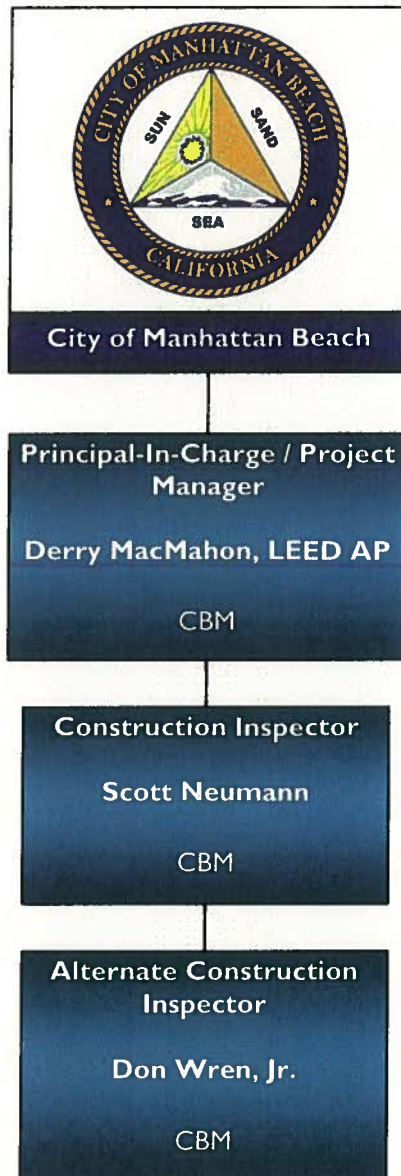 CITY OF MANHATTAN BEACH
SUN
SAND
SEA
CALIFORNIA
City of Manhattan Beach
Principal-In-Charge / Project
Manager
Derry MacMahon, LEED AP
CBM
Construction Inspector
Scott Neumann
CBM
Alternate Construction
Inspector
Don Wren, Jr.
CBM